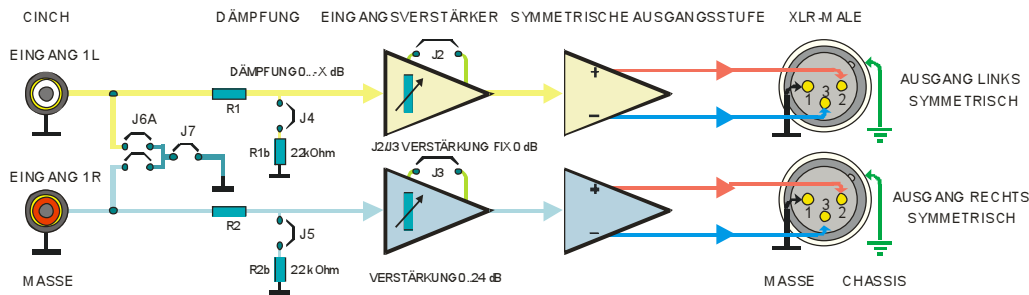 CINCH DÄMPFUNG EINGANGSVERSTÄRKER SYMMETRISCHE AUSGANGSSTUFE XLR-MALE
EINGANG 1L
J2
DÄMPFUNG 0...-X dB
AUSGANG LINKS
SYMMETRISCH
+
3
1 2
R1
J6A
J7
J4
−
R1b 22kOhm
J2/J3 VERSTÄRKUNG FIX 0 dB
EINGANG 1R
J3
AUSGANG RECHTS
SYMMETRISCH
+
3
1 2
R2
J5
−
R2b 22kOhm
VERSTÄRKUNG 0..24 dB
MASSE MASSE CHASSIS